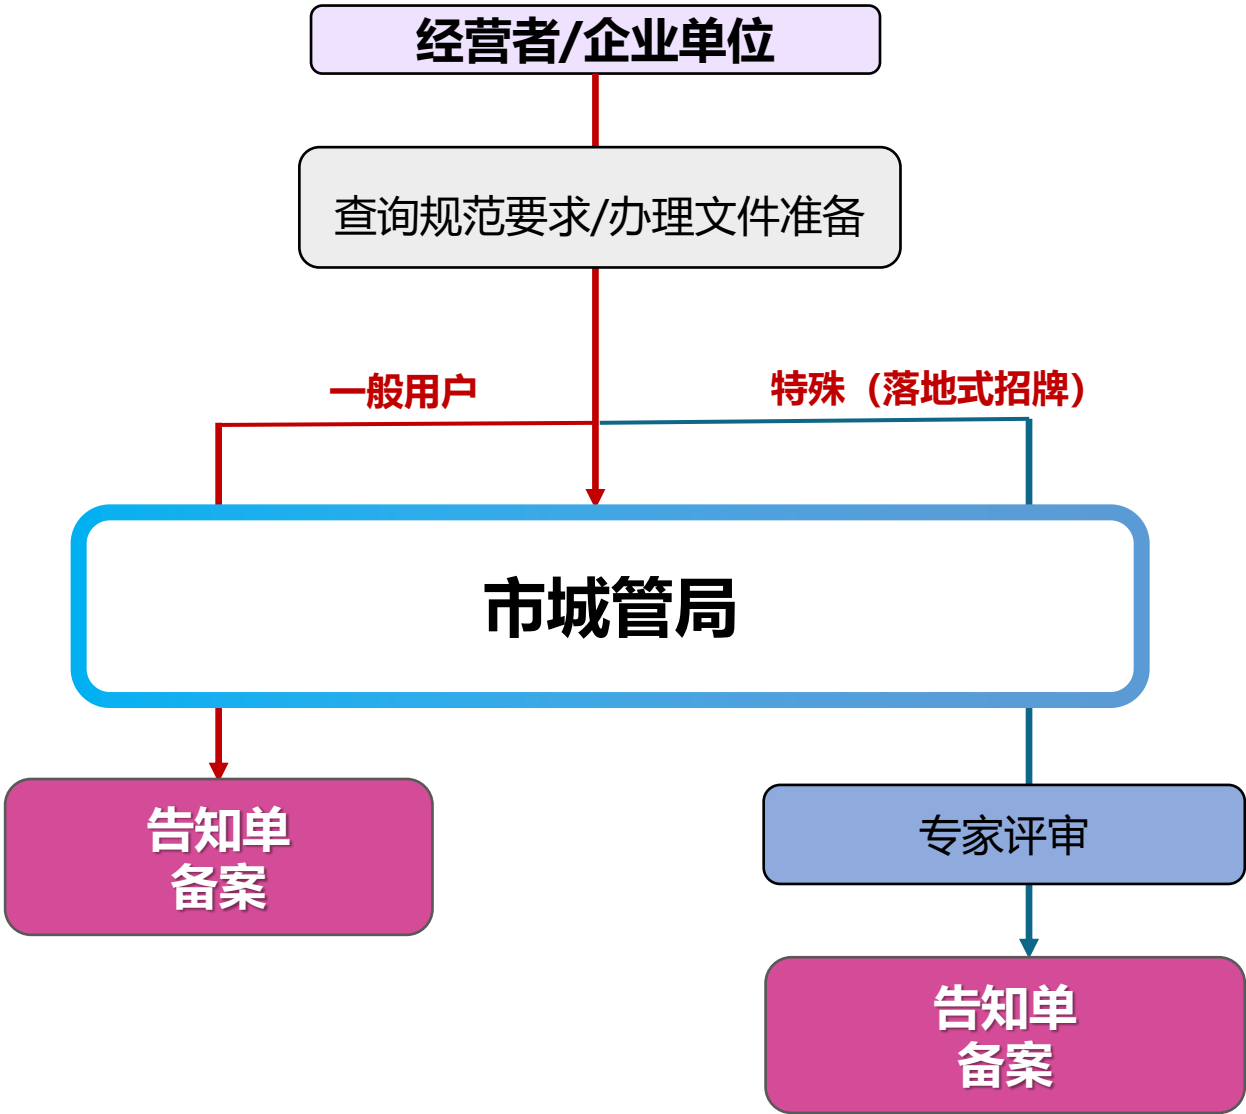 经营者/企业单位
查询规范要求/办理文件准备
一般用户
特殊（落地式招牌）
市城管局
告知单
备案
专家评审
告知单
备案